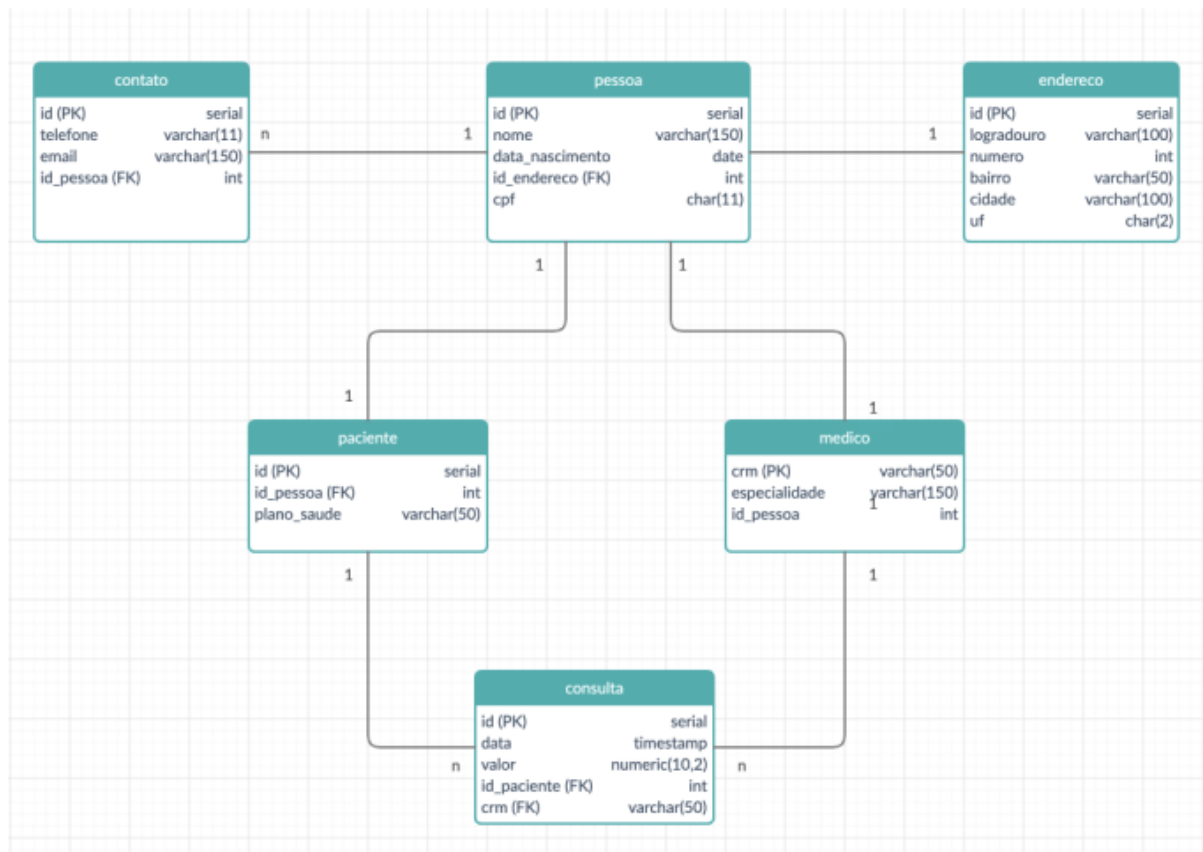 contato
id (PK) serial
telefone varchar(11)
email varchar(150)
id_pessoa (FK) int
n
1
pessoa
id (PK) serial
nome varchar(150)
data_nascimento date
id_endereco (FK) int
cpf char(11)
1
endereco
id (PK) serial
logradouro varchar(100)
numero int
bairro varchar(50)
cidade varchar(100)
uf char(2)
1
1
1
1
paciente
id (PK) serial
id_pessoa (FK) int
plano_saude varchar(50)
medico
crm (PK) varchar(50)
especialidade varchar(150)
1
id_pessoa int
1
1
consulta
id (PK) serial
data timestamp
valor numeric(10,2)
id_paciente (FK) int
crm (FK) varchar(50)
n
n